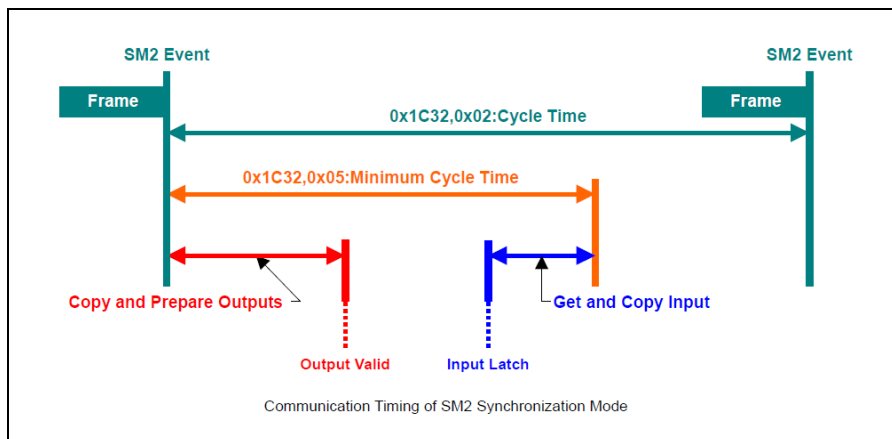 SM2 Event
SM2 Event
Frame
Frame
0x1C32,0x02:Cycle Time
0x1C32,0x05:Minimum Cycle Time
Copy and Prepare Outputs
Get and Copy Input
Output Valid
Input Latch
Communication Timing of SM2 Synchronization Mode